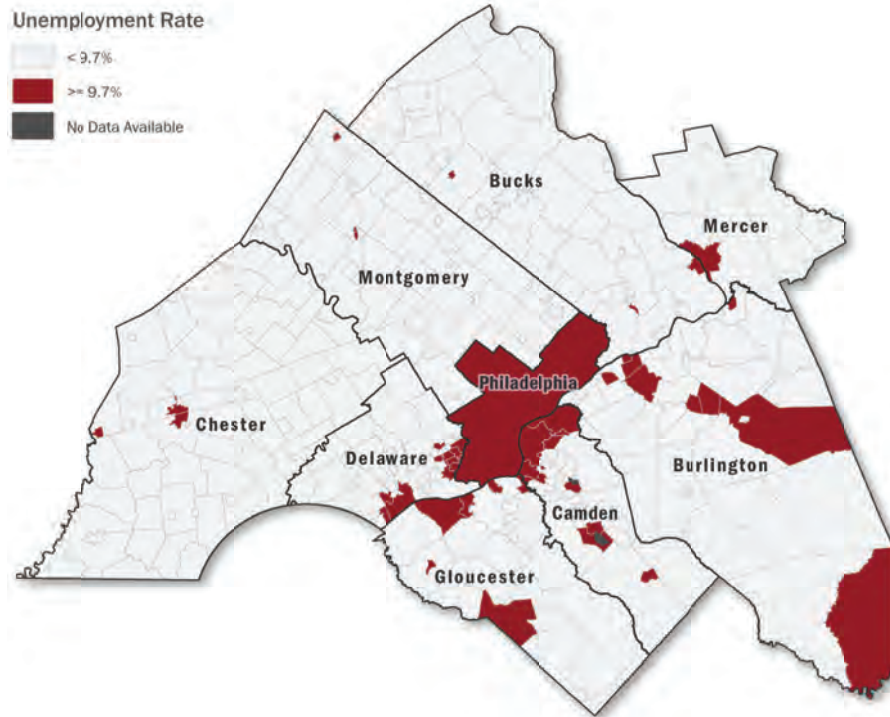 Unemployment Rate
< 9.7%
>= 9.7%
No Data Available
Bucks
Mercer
Montgomery
Philadelphia
Chester
Delaware
Burlington
Camden
Gloucester